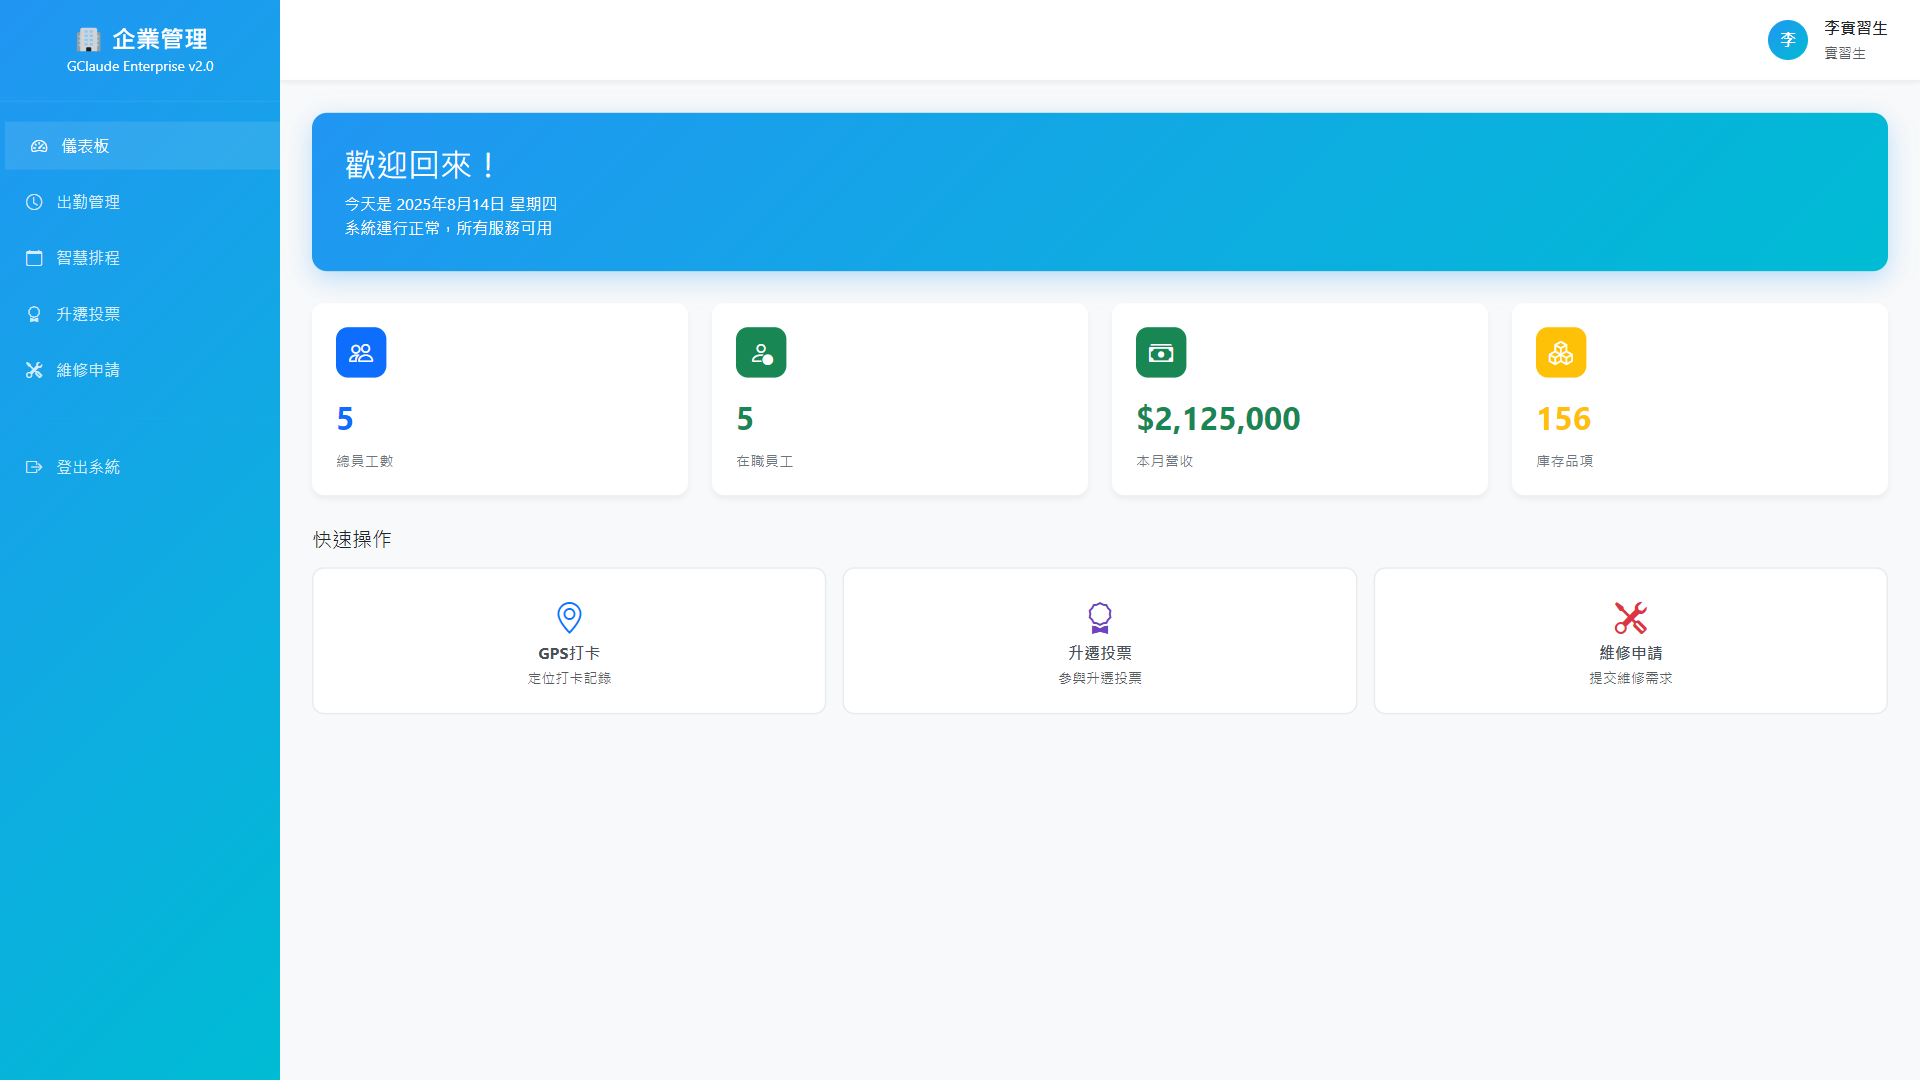 企業管理
GClaude Enterprise v2.0
儀表板
出勤管理
智慧排程
升遷投票
維修申請
登出系統
李
李實習生
實習生
歡迎回來！
今天是 2025年8月14日 星期四
系統運行正常，所有服務可用
5
總員工數
5
在職員工
$2,125,000
本月營收
156
庫存品項
快速操作
GPS打卡
定位打卡記錄
升遷投票
參與升遷投票
維修申請
提交維修需求